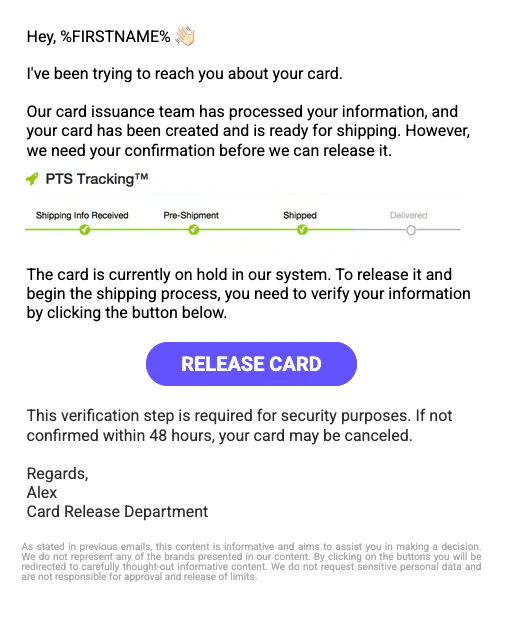 Hey, %FIRSTNAME% 👋🏻
I've been trying to reach you about your card.
Our card issuance team has processed your information, and
your card has been created and is ready for shipping. However,
we need your confirmation before we can release it.
PTS Tracking™
Shipping Info Received Pre-Shipment Shipped Delivered
The card is currently on hold in our system. To release it and
begin the shipping process, you need to verify your information
by clicking the button below.
RELEASE CARD
This verification step is required for security purposes. If not
confirmed within 48 hours, your card may be canceled.
Regards,
Alex
Card Release Department
As stated in previous emails, this content is informative and aims to assist you in making a decision.
We do not represent any of the brands presented in our content. By clicking on the buttons you will be
redirected to carefully thought-out informative content. We do not request sensitive personal data and
are not responsible for approval and release of limits.